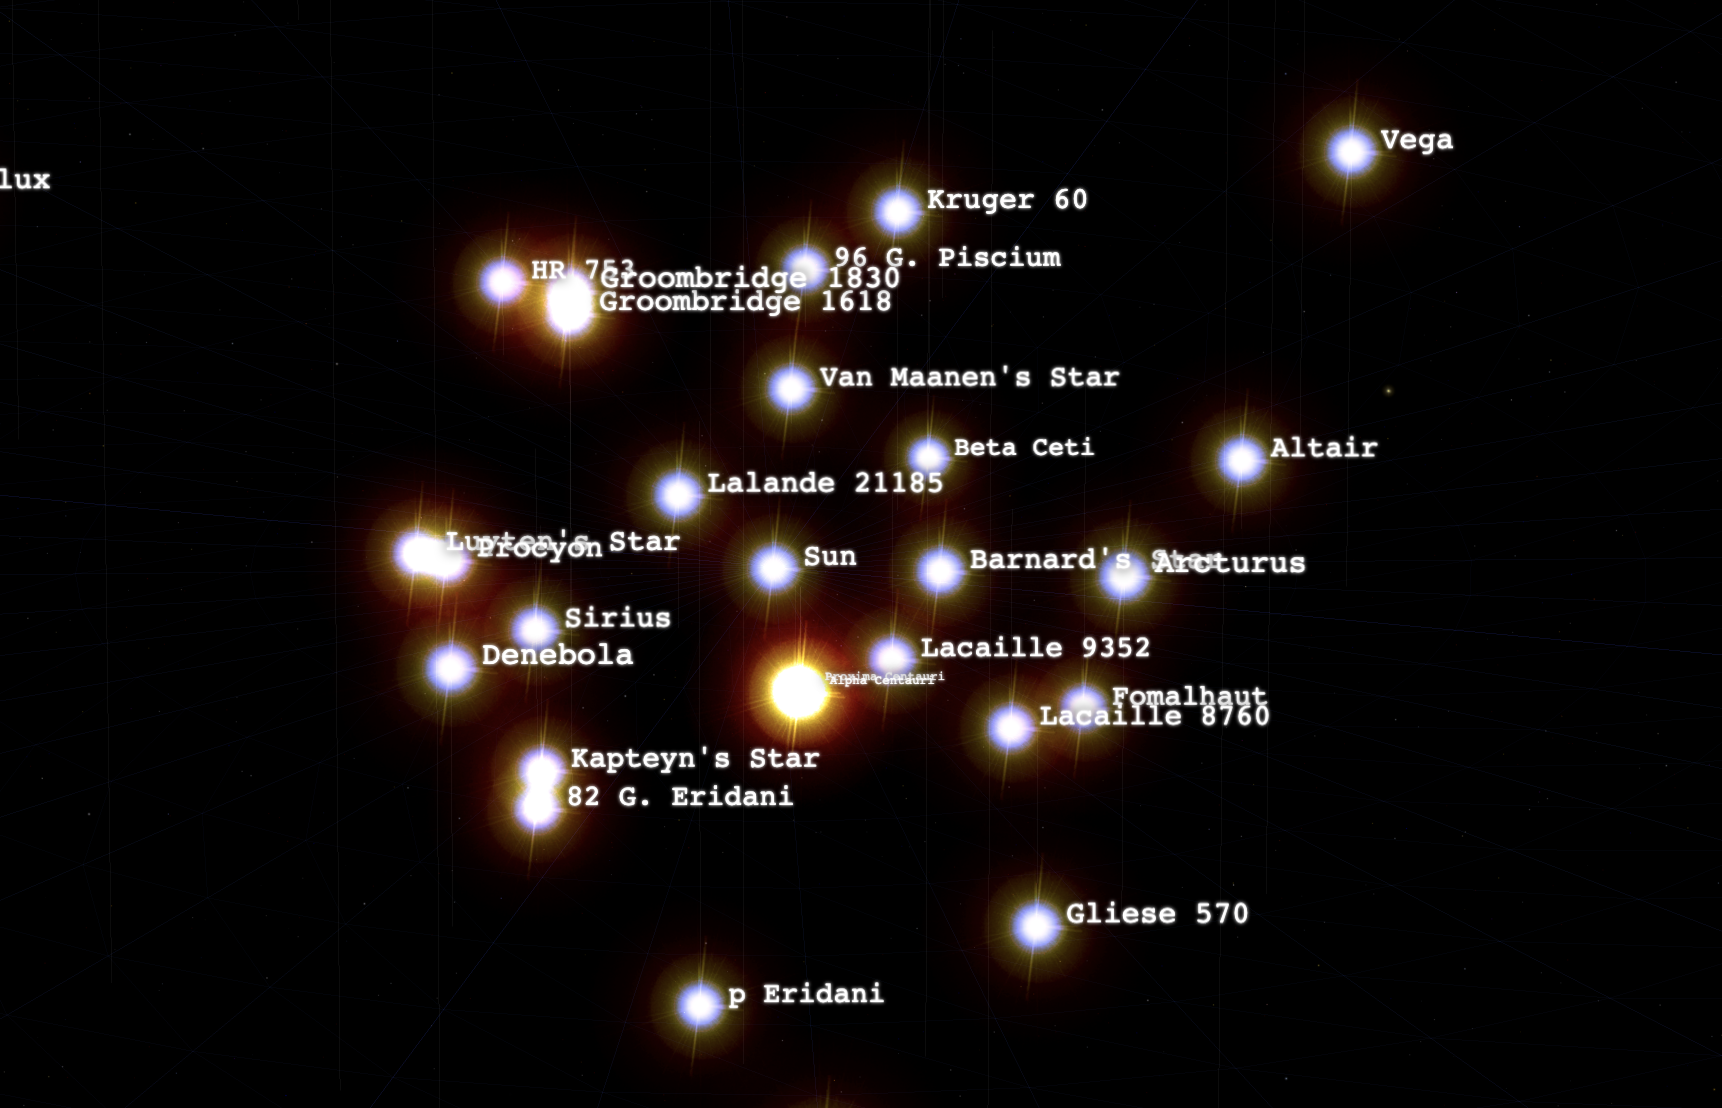 Vega
lux
Kruger 60
96 G. Piscium
HR 753
Groombridge 1830
Groombridge 1618
Van Maanen's Star
Beta Ceti
Altair
Lalande 21185
Luyten's Star
Procyon
Sun
Barnard's Star
Arcturus
Sirius
Lacaille 9352
Denebola
Proxima Centauri
Alpha Centauri
Fomalhaut
Lacaille 8760
Kapteyn's Star
82 G. Eridani
Gliese 570
p Eridani